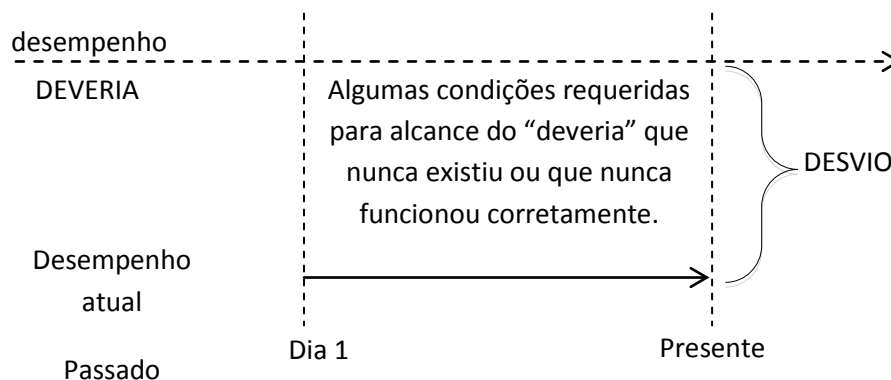 desempenho
DEVERIA
Algumas condições requeridas
para alcance do “deveria” que
nunca existiu ou que nunca
funcionou corretamente.
DESVIO
Desempenho
atual
Dia 1
Presente
Passado